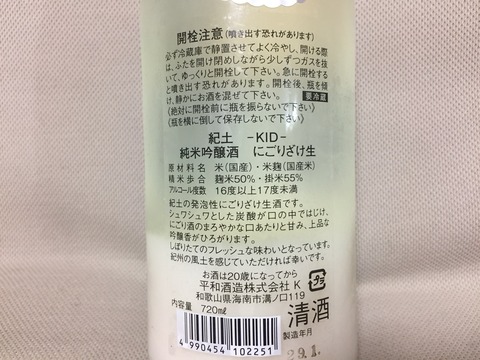 開栓注意(噴き出す恐れがあります)
必ず冷蔵庫で静置させてよく冷やし、開ける際
は、ふたを開け閉めしながら少しずつガスを抜
いて、ゆっくりと開栓して下さい。急に開栓する
と噴き出す恐れがあります。開栓後、瓶を傾
け、静かにお酒を混ぜて下さい。 要冷蔵
(絶対に開栓前に瓶を振らないで下さい)
(瓶を横に倒して保存しないで下さい)
紀土 -KID-
純米吟醸酒 にごりざけ生
原材料名 米(国産)・米麹(国産米)
精米歩合 麹米50%・掛米55%
アルコール度数 16度以上17度未満
紀土の発泡性にごりざけ生酒です。
シュワシュワとした炭酸が口の中ではじけ、
にごり酒のまろやかな口あたりと甘み、上品な
吟醸香がひろがります。
しぼりたてのフレッシュな味わいとなっています。
紀州の風土を感じていただければ幸いです。
お酒は20歳になってから
平和酒造株式会社 K
和歌山県海南市溝ノ口119
プラ
内容量 720㎖
清酒
製造年月
29.1.
4 990454 102251